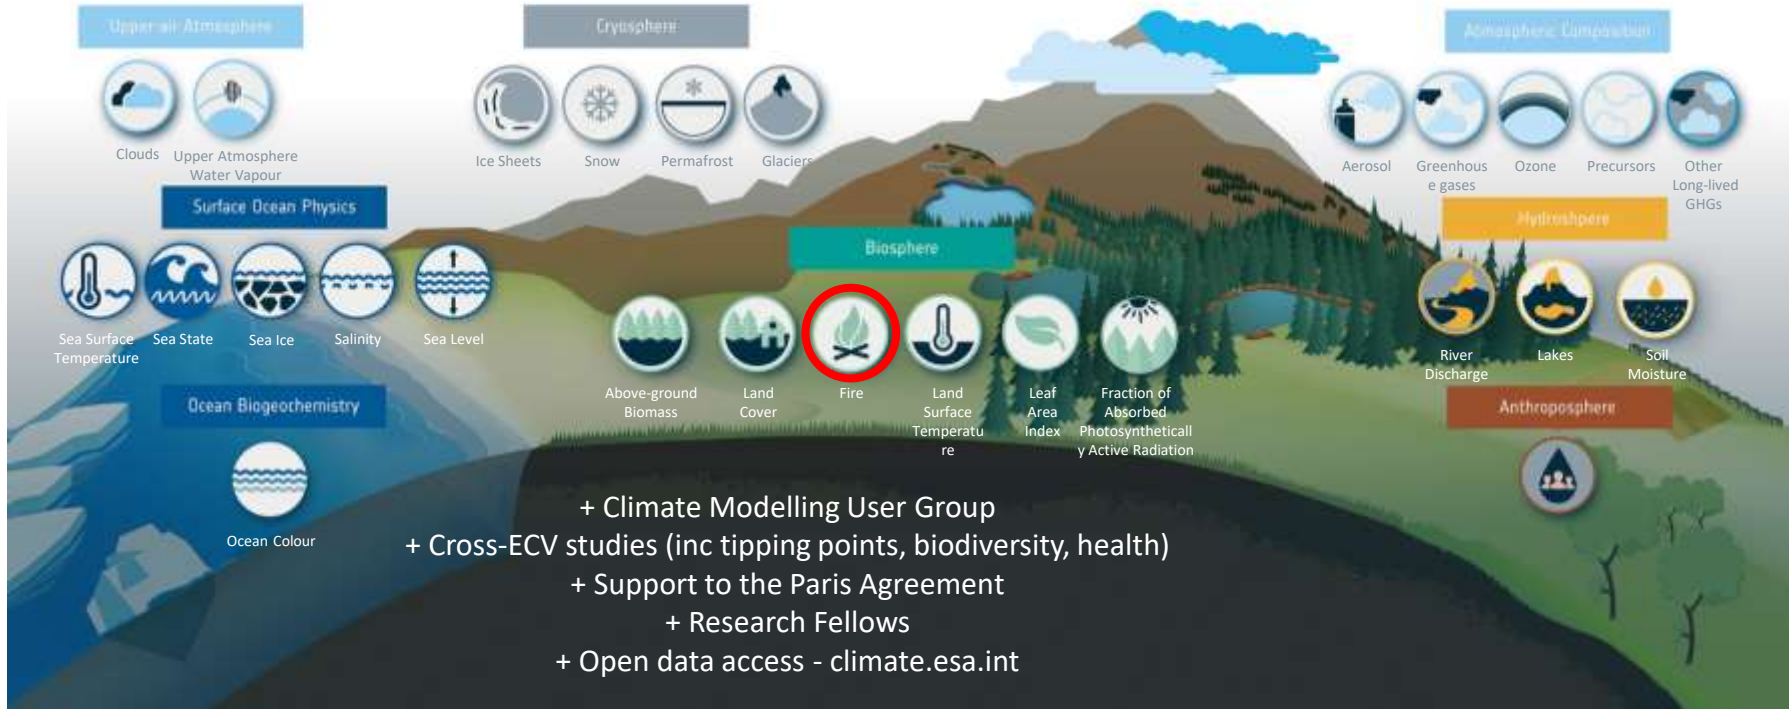 Upper-air Atmosphere
Clouds
Upper Atmosphere
Water Vapour
Cryosphere
Ice Sheets
Snow
Permafrost
Glaciers
Atmospheric Composition
Aerosol
Greenhous
e gases
Ozone
Precursors
Other
Long-lived
GHGs
Surface Ocean Physics
Sea Surface
Temperature
Sea State
Sea Ice
Salinity
Sea Level
Biosphere
Above-ground
Biomass
Land
Cover
Fire
Land
Surface
Temperatu
re
Leaf
Area
Index
Fraction of
Absorbed
Photosyntheticall
y Active Radiation
Hydroshpere
River
Discharge
Lakes
Soil
Moisture
Ocean Biogeochemistry
Ocean Colour
Anthroposphere
+ Climate Modelling User Group
+ Cross-ECV studies (inc tipping points, biodiversity, health)
+ Support to the Paris Agreement
+ Research Fellows
+ Open data access - climate.esa.int